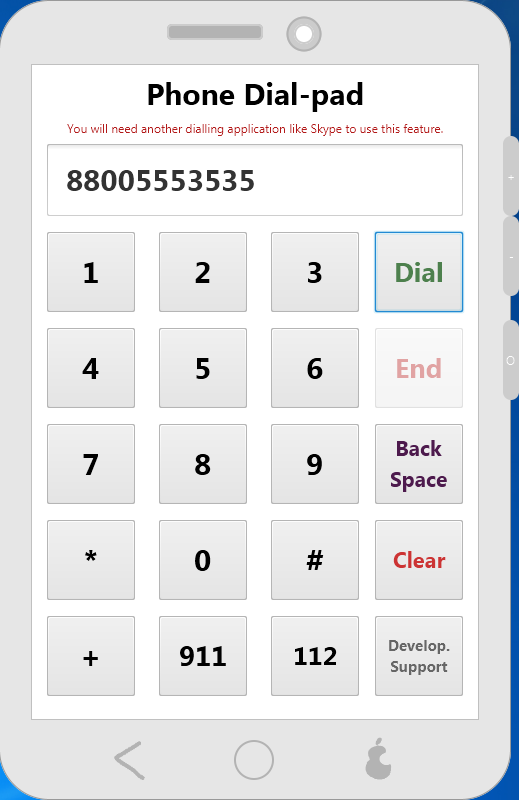 Phone Dial-pad
You will need another dialling application like Skype to use this feature.
88005553535
1 2 3 Dial
4 5 6 End
7 8 9 Back
Space
* 0 # Clear
+ 911 112 Develop.
Support
+
-
O